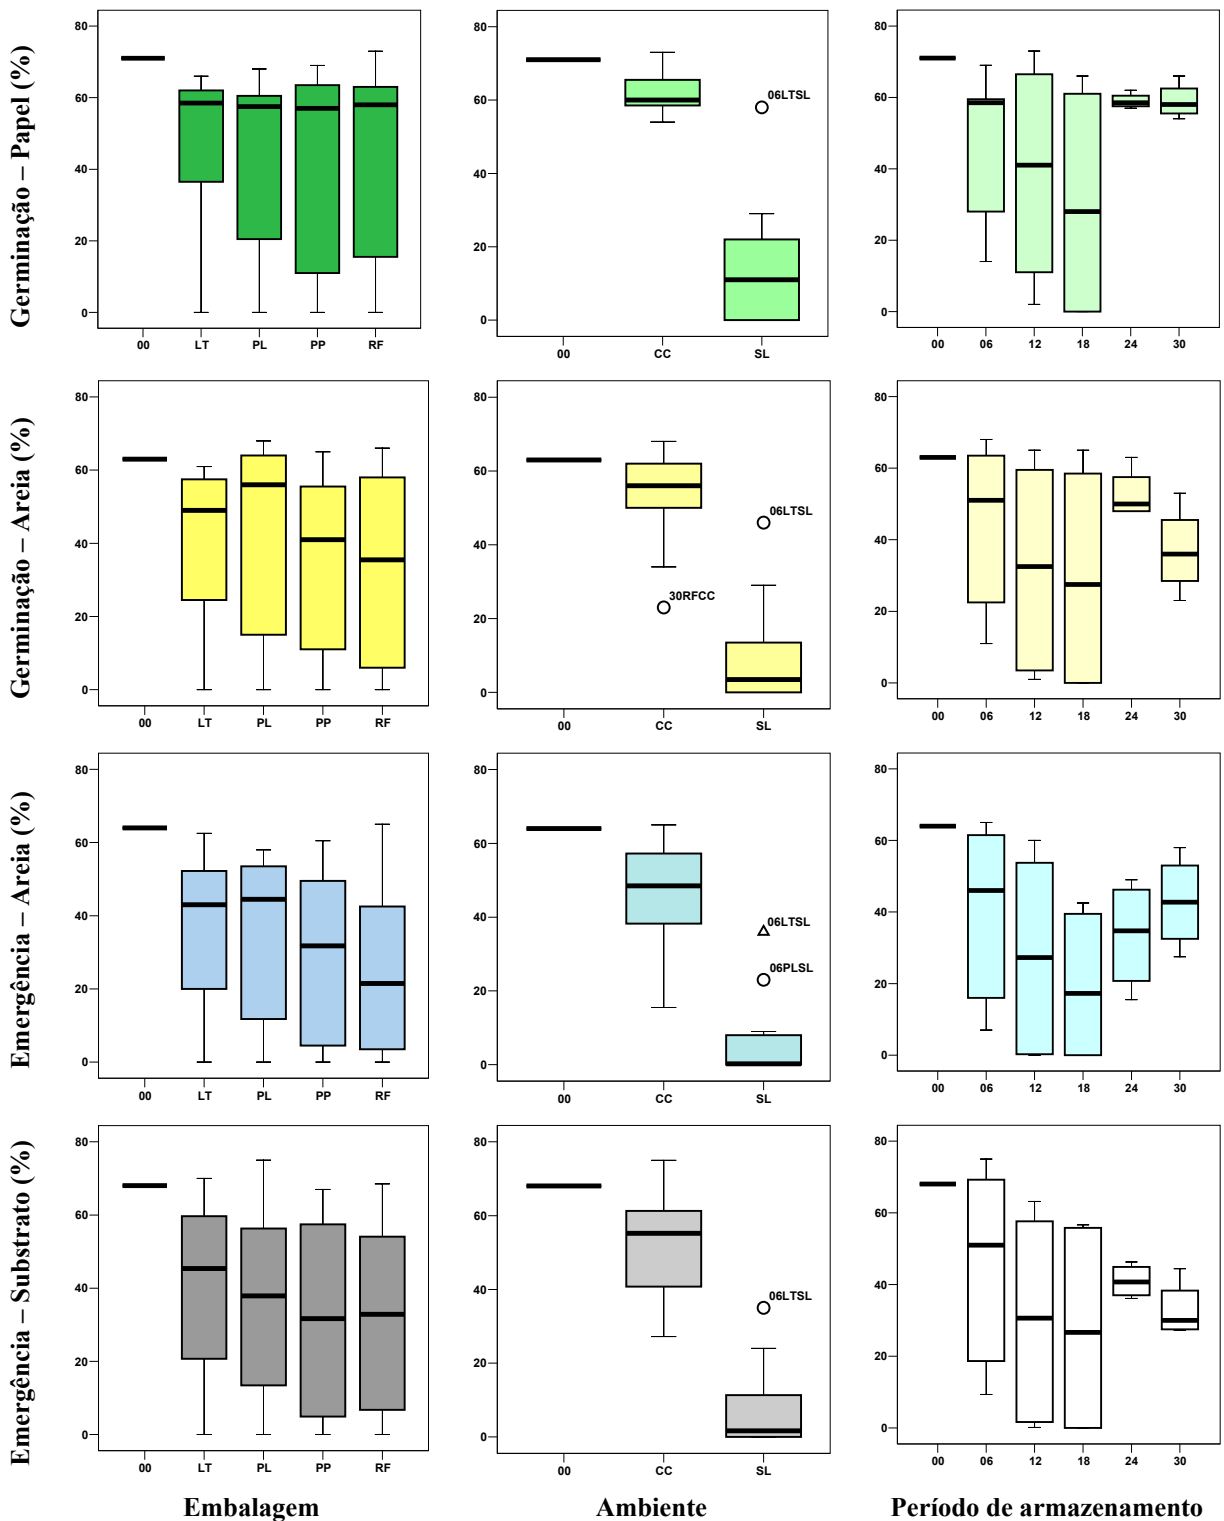 Germinação – Papel (%)
80
60
40
20
0
00 LT PL PP RF
80
60
40
20
0
06LTSL
00 CC SL
80
60
40
20
0
00 06 12 18 24 30
Germinação – Areia (%)
80
60
40
20
0
00 LT PL PP RF
80
60
40
20
0
06LTSL
30RFCC
00 CC SL
80
60
40
20
0
00 06 12 18 24 30
Emergência – Areia (%)
80
60
40
20
0
00 LT PL PP RF
80
60
40
20
0
06LTSL
06PLSL
00 CC SL
80
60
40
20
0
00 06 12 18 24 30
Emergência – Substrato (%)
80
60
40
20
0
00 LT PL PP RF
80
60
40
20
0
06LTSL
00 CC SL
80
60
40
20
0
00 06 12 18 24 30
Embalagem
Ambiente
Período de armazenamento